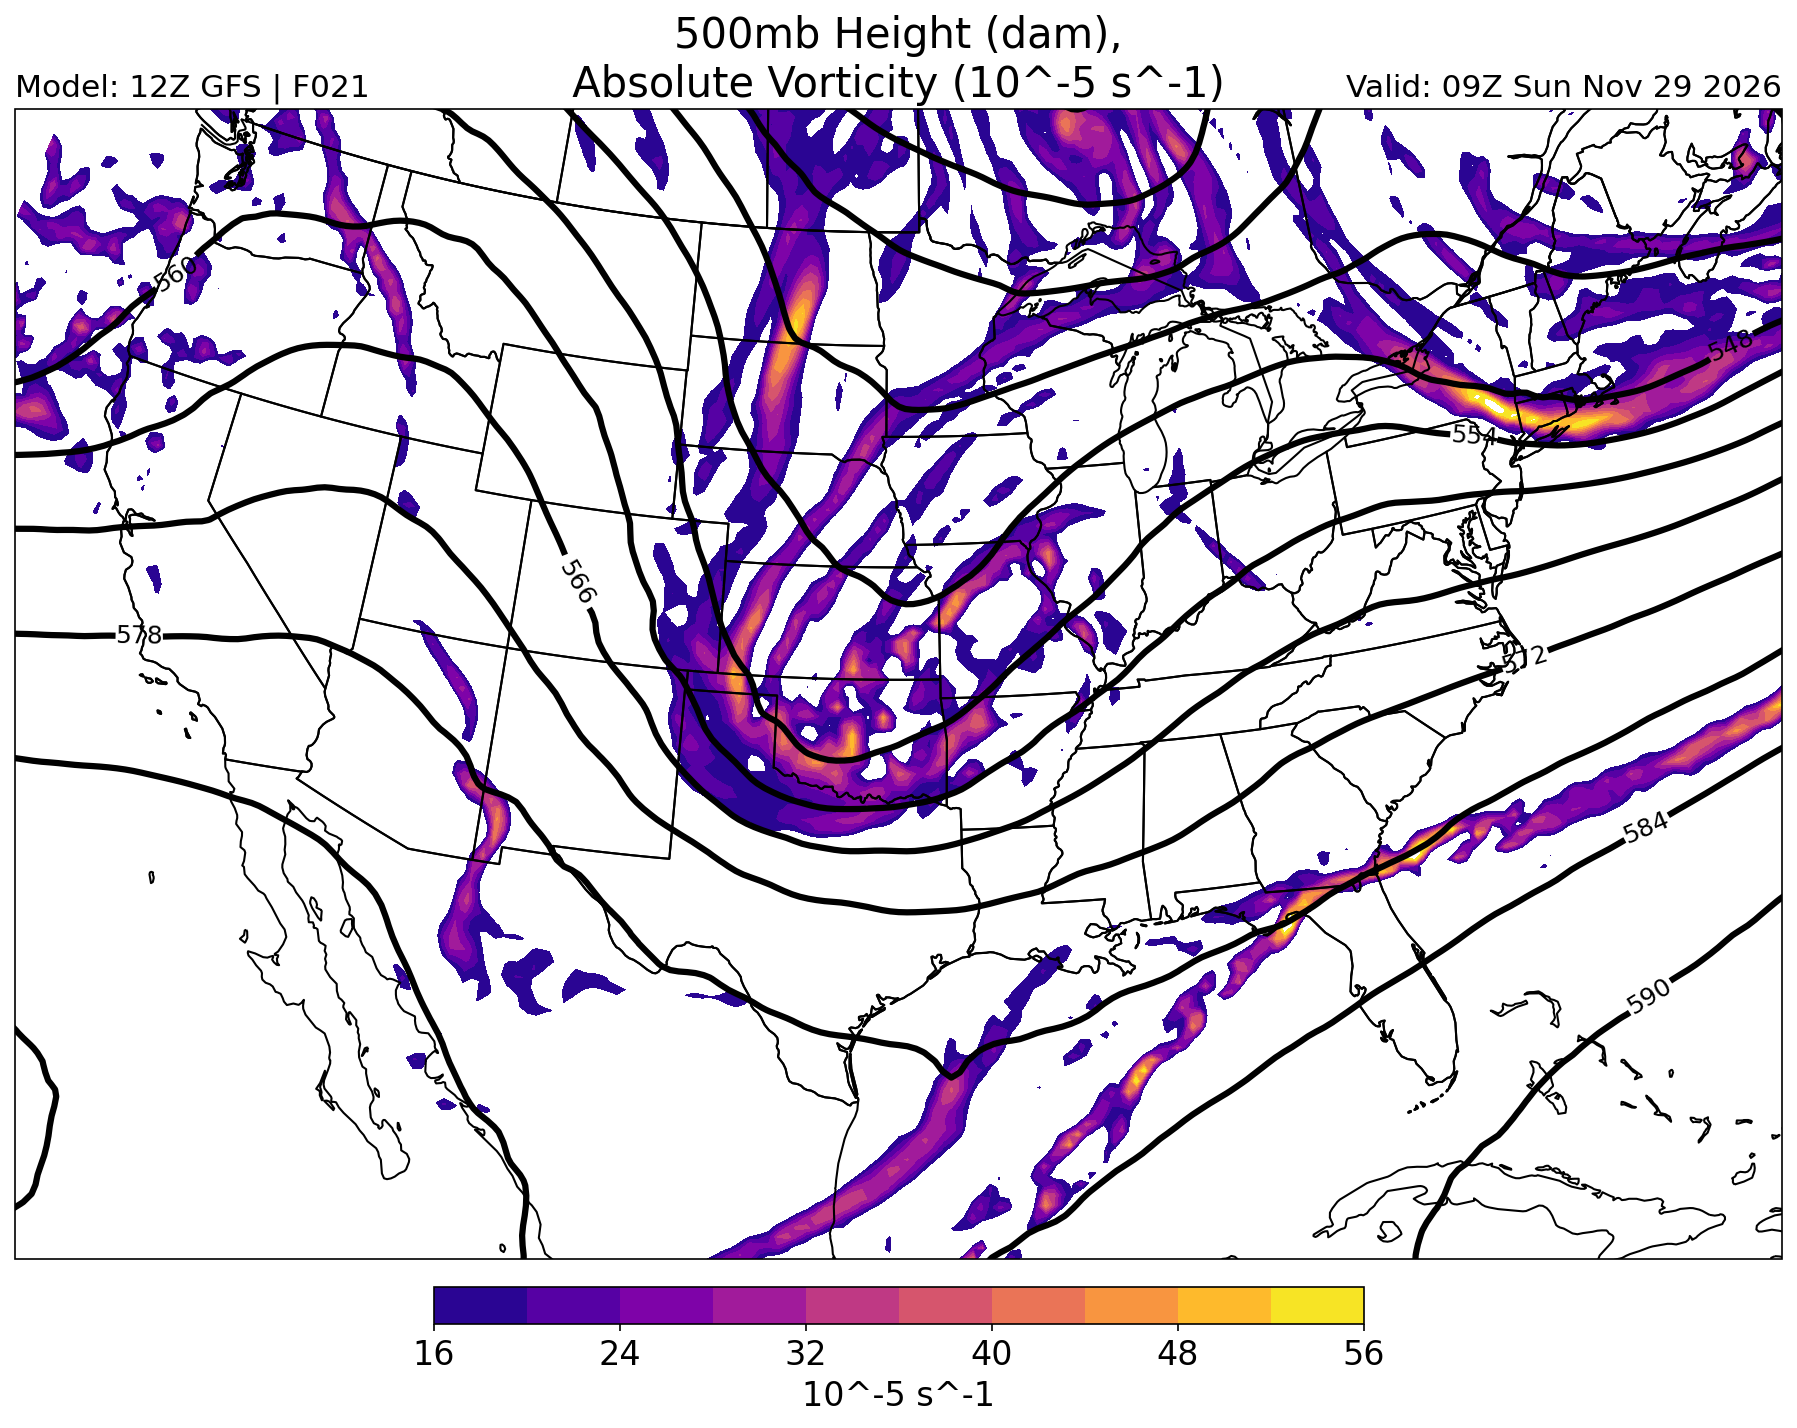 500mb Height (dam),
Absolute Vorticity (10^-5 s^-1)
Model: 12Z GFS | F021
Valid: 09Z Sun Nov 29 2026
560
548
554
566
578
572
584
590
16 24 32 40 48 56
10^-5 s^-1